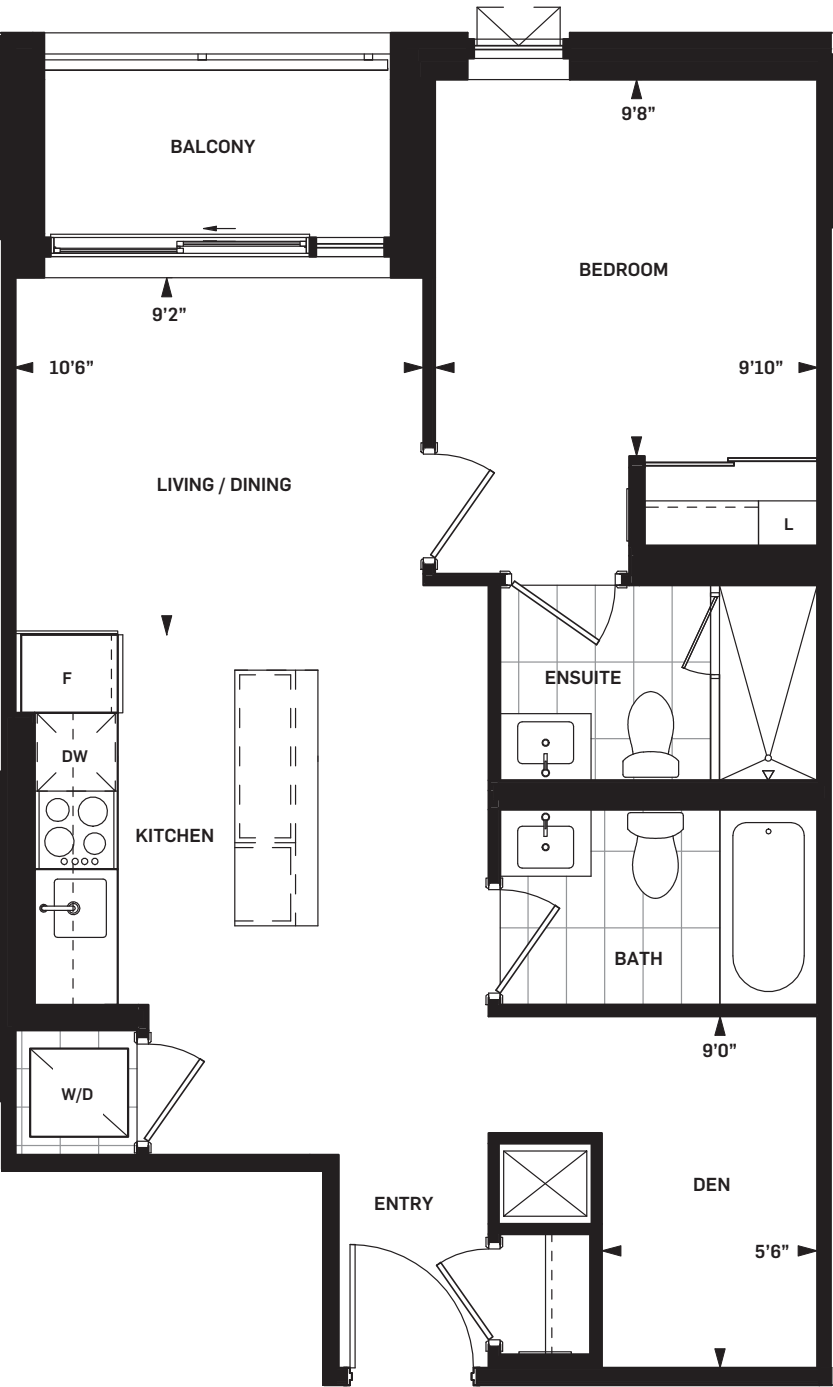 9’8”
BALCONY
BEDROOM
9’2”
10’6”
9’10”
LIVING / DINING
L
F
ENSUITE
DW
KITCHEN
BATH
9’0”
W/D
DEN
ENTRY
5’6”